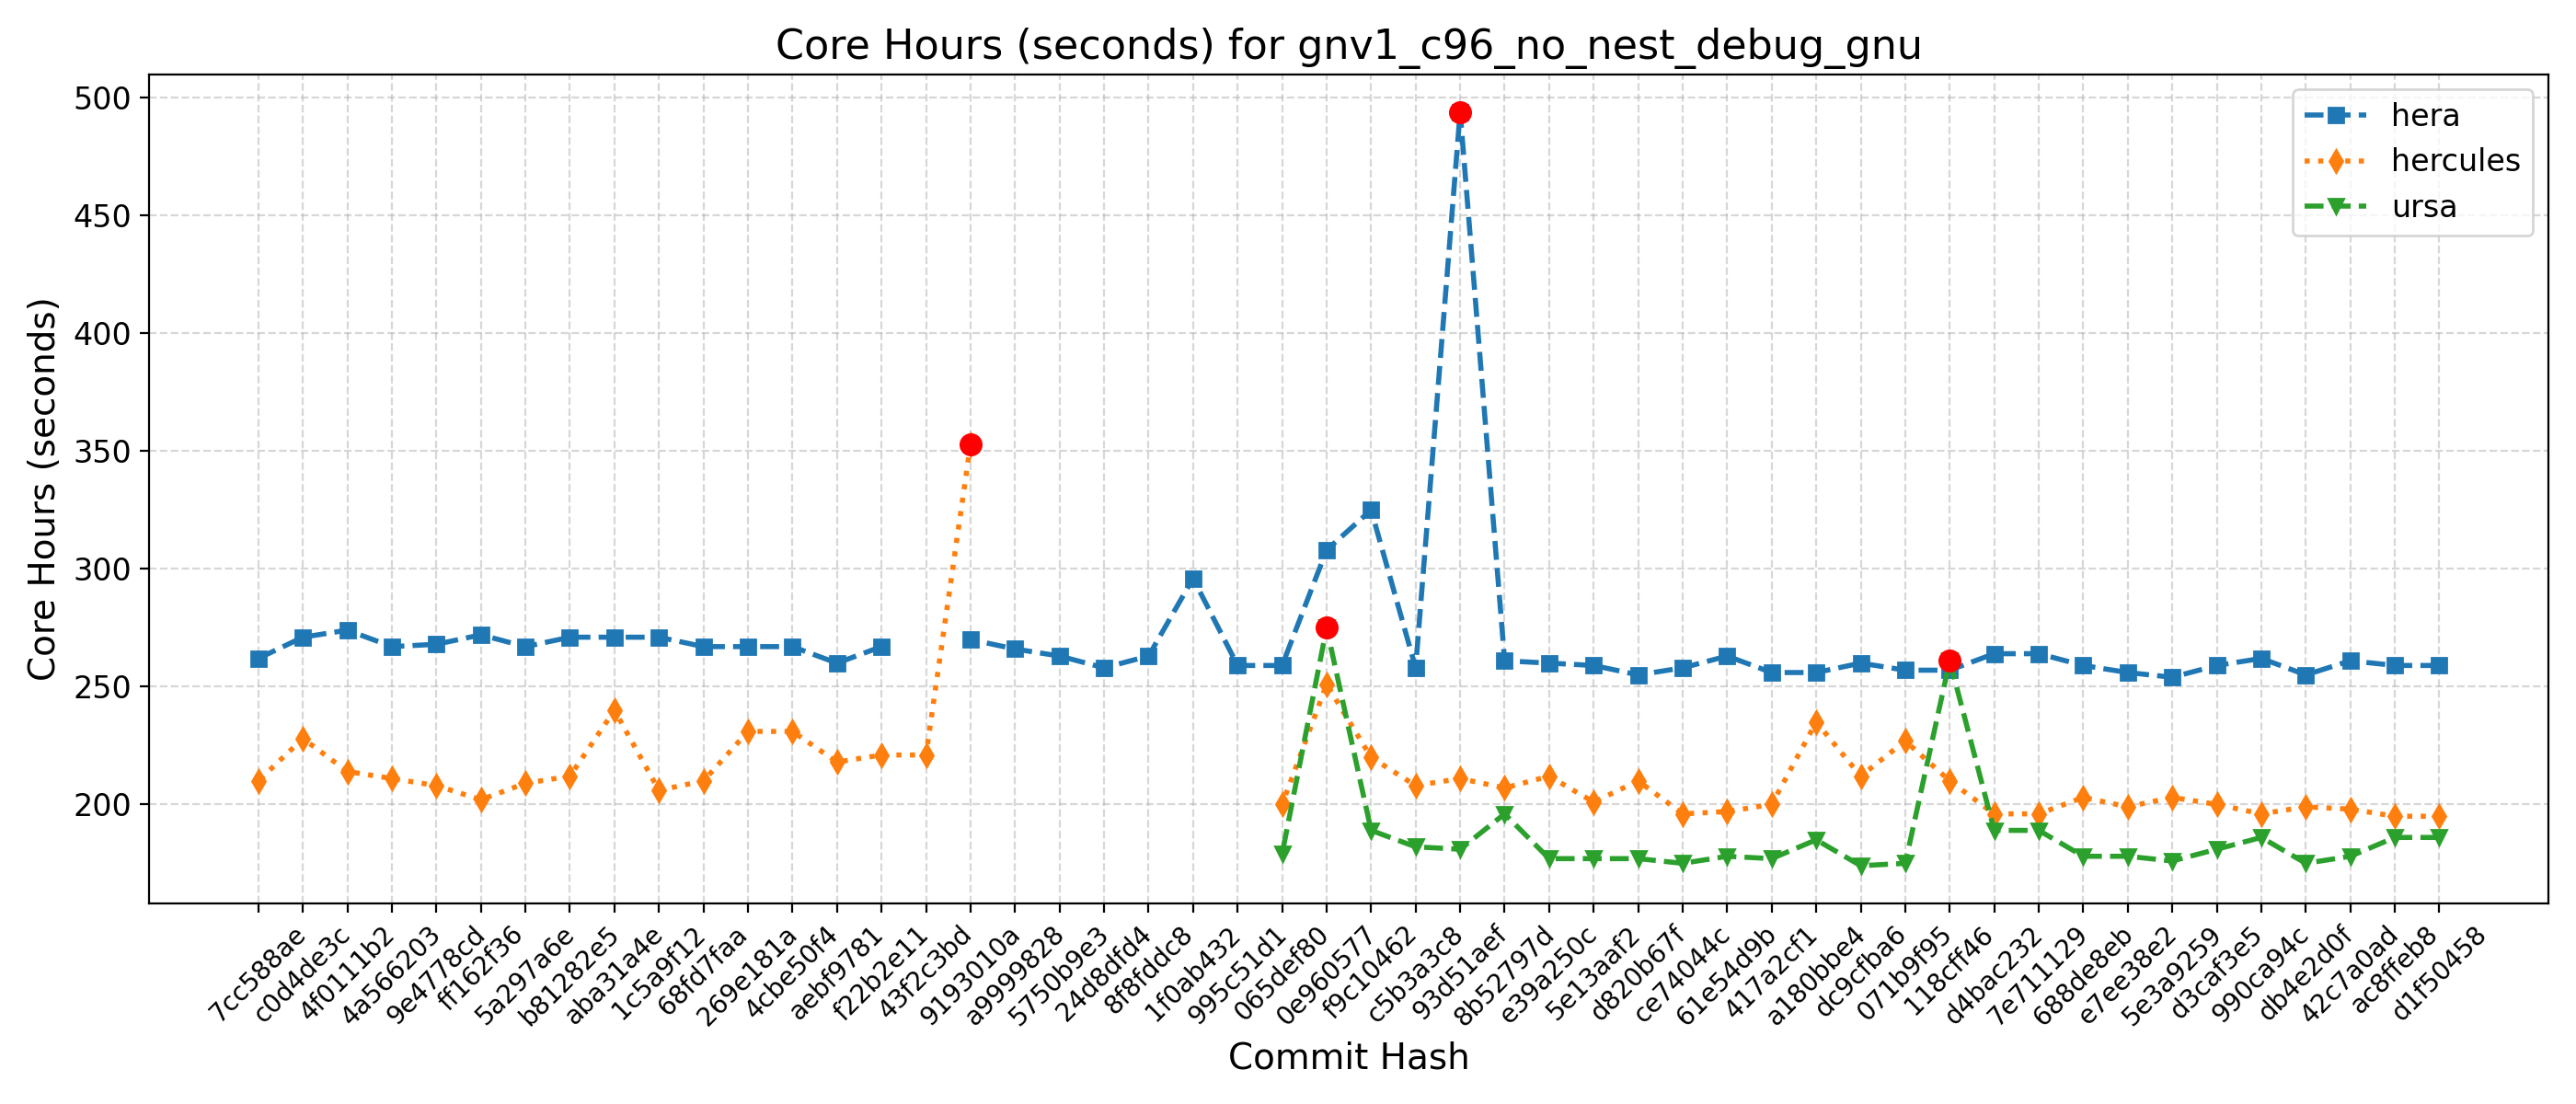 Core Hours (seconds) for gnv1_c96_no_nest_debug_gnu
Core Hours (seconds)
500
450
400
350
300
250
200
hera
hercules
ursa
7cc588ae
c0d4de3c
4f0111b2
4a566203
9e4778cd
ff162f36
5a297a6e
b81282e5
aba31a4e
1c5a9f12
68fd7faa
269e181a
4cbe50f4
aebf9781
f22b2e11
43f2c3bd
9193010a
a9999828
5750b9e3
24d8dfd4
8f8fddc8
1f0ab432
995c51d1
065def80
0e960577
f9c10462
c5b3a3c8
93d51aef
8b52797d
e39a250c
5e13aaf2
d820b67f
ce74044c
61e54d9b
417a2cf1
a180bbe4
dc9cfba6
071b9f95
118cff46
d4bac232
7e711129
688de8eb
e7ee38e2
5e3a9259
d3caf3e5
990ca94c
db4e2d0f
42c7a0ad
ac8ffeb8
d1f50458
Commit Hash